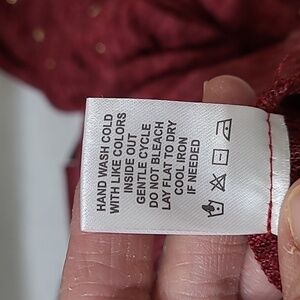 HAND WASH COLD
WITH LIKE COLORS
INSIDE OUT
GENTLE CYCLE
DO NOT BLEACH
LAY FLAT TO DRY
COOL IRON
IF NEEDED